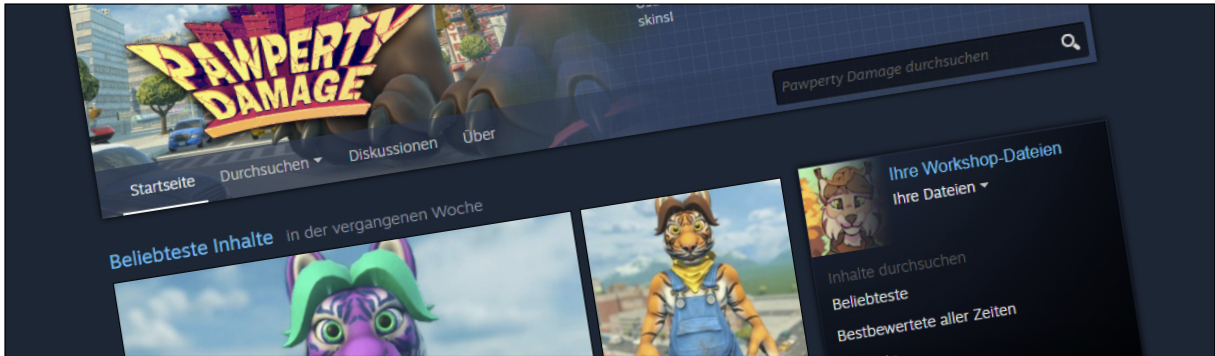 PAWPERTY
DAMAGE
skinsl
Pawperty Damage durchsuchen
Startseite Durchsuchen Diskussionen Über
Beliebteste Inhalte in der vergangenen Woche
Ihre Workshop-Dateien
Ihre Dateien
Inhalte durchsuchen
Beliebteste
Bestbewertete aller Zeiten